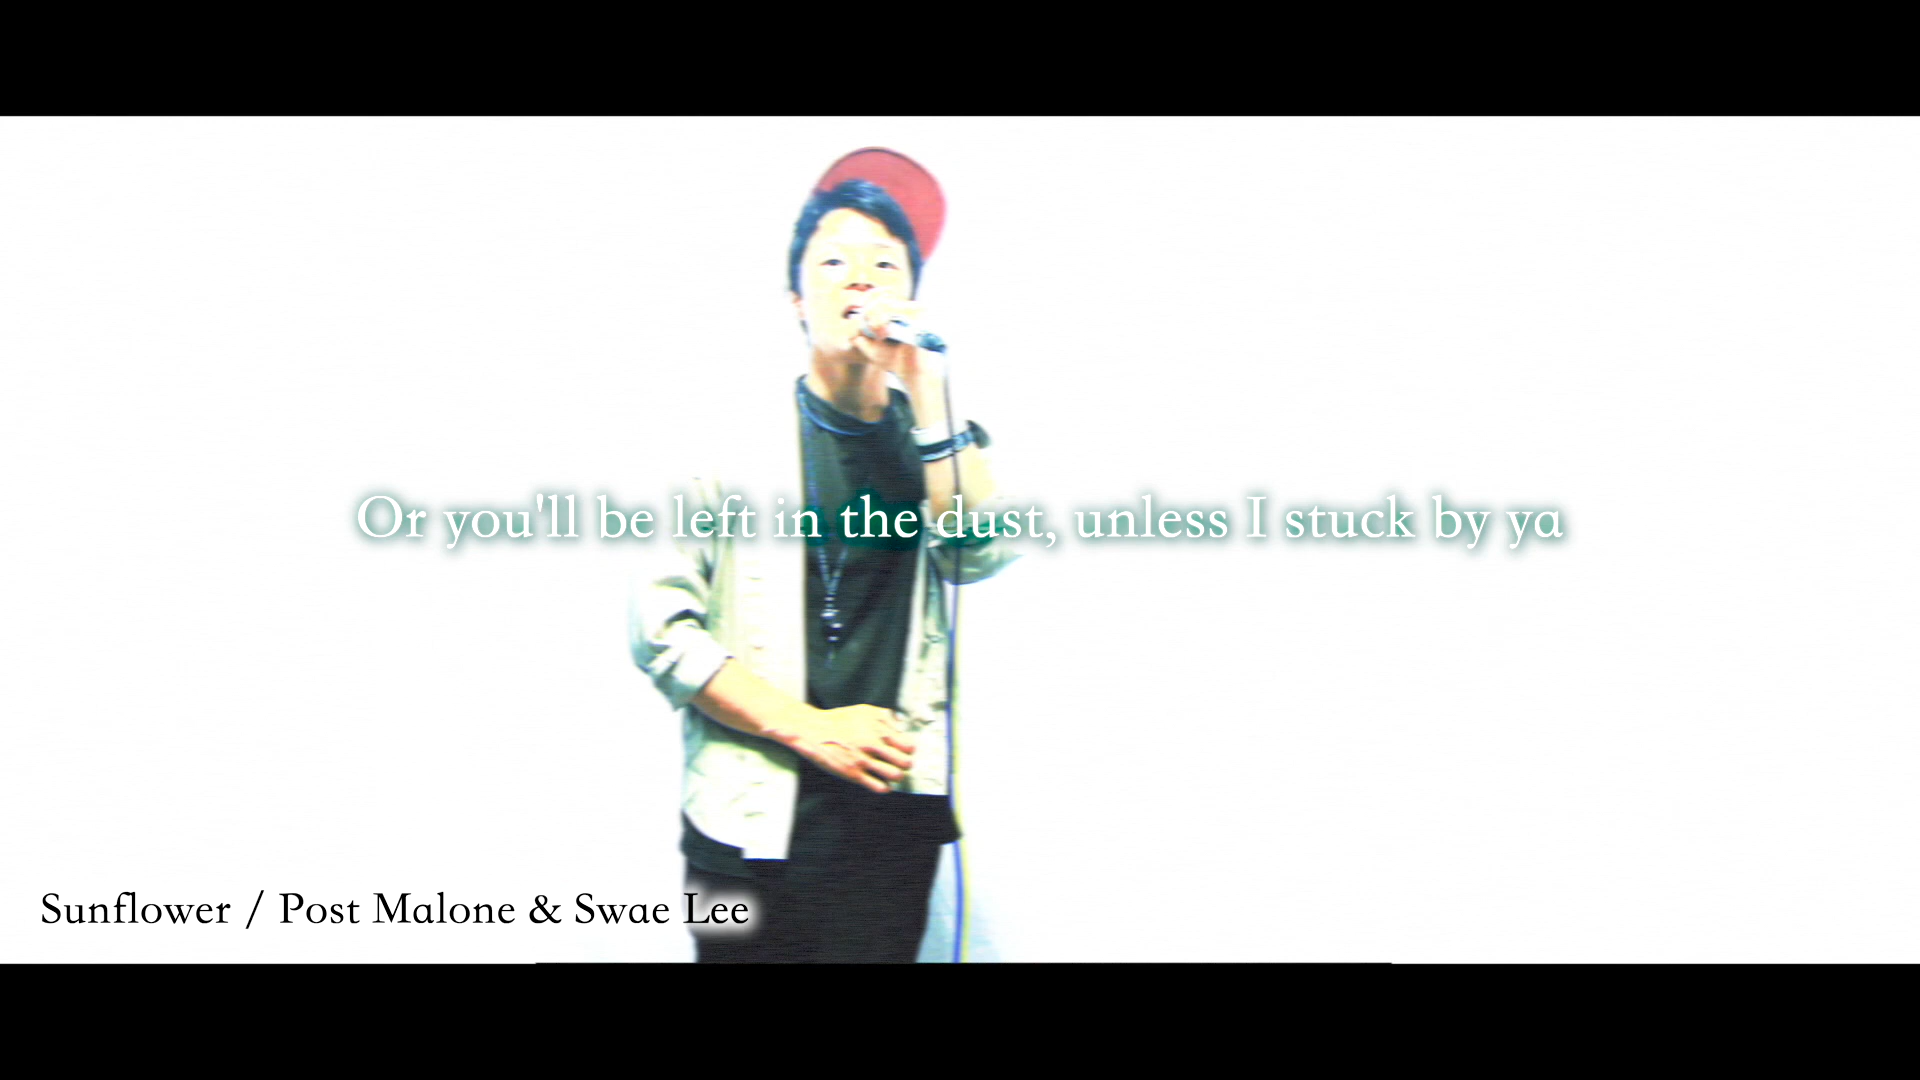 Or you'll be left in the dust, unless I stuck by ya
Sunflower / Post Malone & Swae Lee